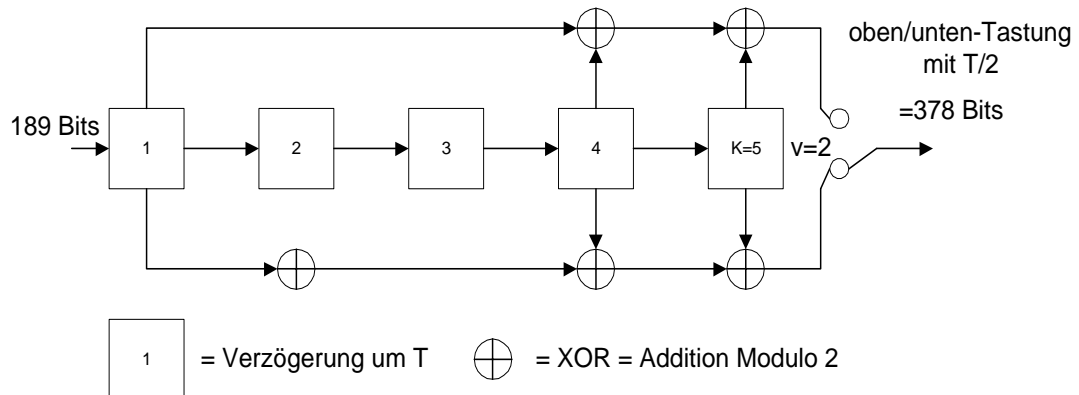 oben/unten-Tastung
mit T/2
189 Bits
1
2
3
4
K=5
v=2
=378 Bits
1
= Verzögerung um T
= XOR = Addition Modulo 2